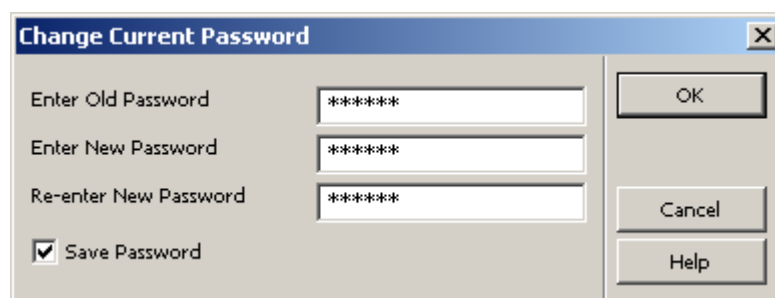 Change Current Password
Enter Old Password ******
OK
Enter New Password ******
Re-enter New Password ******
Cancel
Save Password
Help